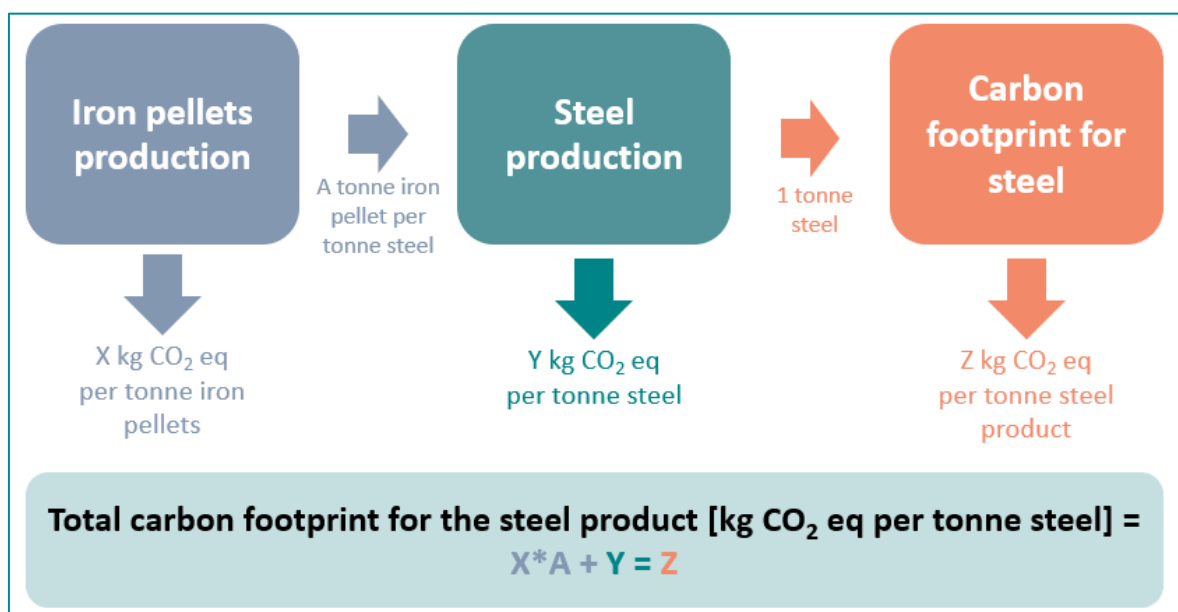 Iron pellets
production
A tonne iron
pellet per
tonne steel
Steel
production
1 tonne
steel
Carbon
footprint for
steel
X kg CO₂ eq
per tonne iron
pellets
Y kg CO₂ eq
per tonne steel
Z kg CO₂ eq
per tonne steel
product
Total carbon footprint for the steel product [kg CO₂ eq per tonne steel] =
X*A + Y = Z